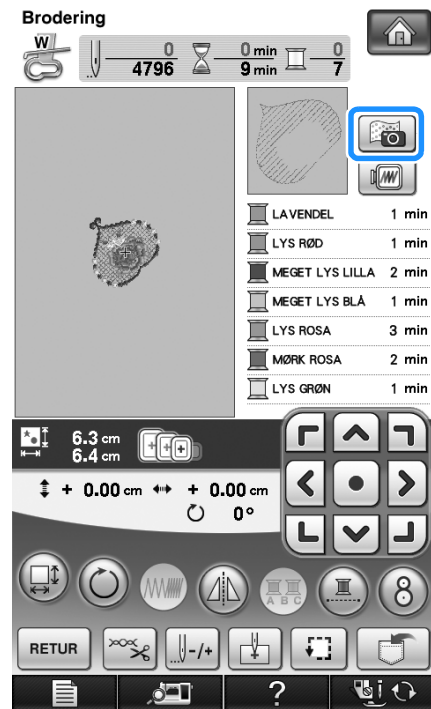 Brodering
W
0 0 min 0
4796 9 min 7
LAVENDEL 1 min
LYS RØD 1 min
MEGET LYS LILLA 2 min
MEGET LYS BLÅ 1 min
LYS ROSA 3 min
MØRK ROSA 2 min
LYS GRØN 1 min
6.3 cm
6.4 cm
+ 0.00 cm + 0.00 cm
0°
A B C
8
RETUR -/+
?